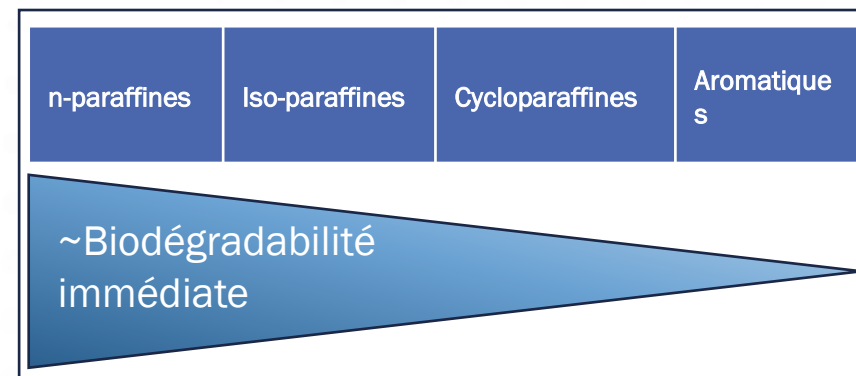 n-paraffines
Iso-paraffines
Cycloparaffines
Aromatique
s
~Biodégradabilité
immédiate